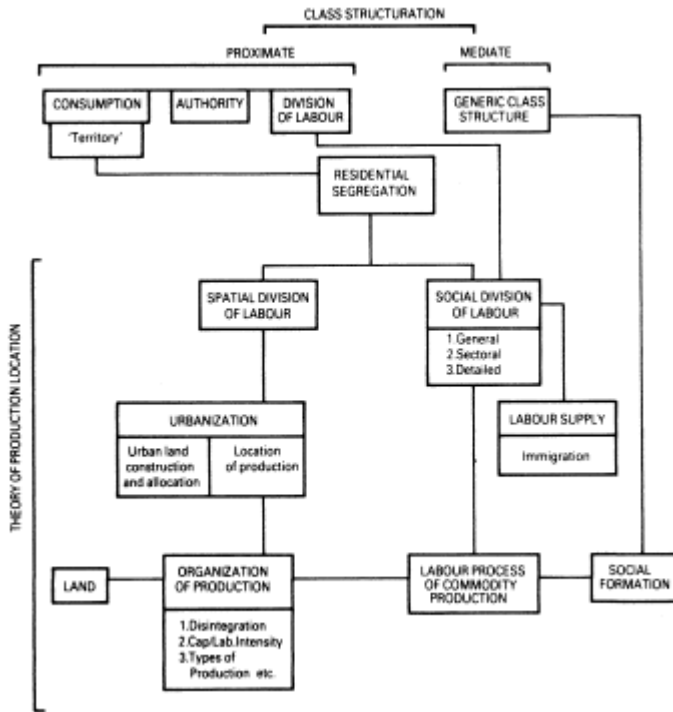 CLASS STRUCTURATION
PROXIMATE
MEDIATE
CONSUMPTION
'Territory'
AUTHORITY
DIVISION
OF LABOUR
GENERIC CLASS
STRUCTURE
RESIDENTIAL
SEGREGATION
THEORY OF PRODUCTION LOCATION
SPATIAL DIVISION
OF LABOUR
SOCIAL DIVISION
OF LABOUR
1.General
2.Sectoral
3.Detailed
URBANIZATION
Urban land
construction
and allocation
Location
of production
LABOUR SUPPLY
Immigration
LAND
ORGANIZATION
OF PRODUCTION
1.Disintegration
2.Cap/Lab.Intensity
3.Types of
Production etc.
LABOUR PROCESS
OF COMMODITY
PRODUCTION
SOCIAL
FORMATION